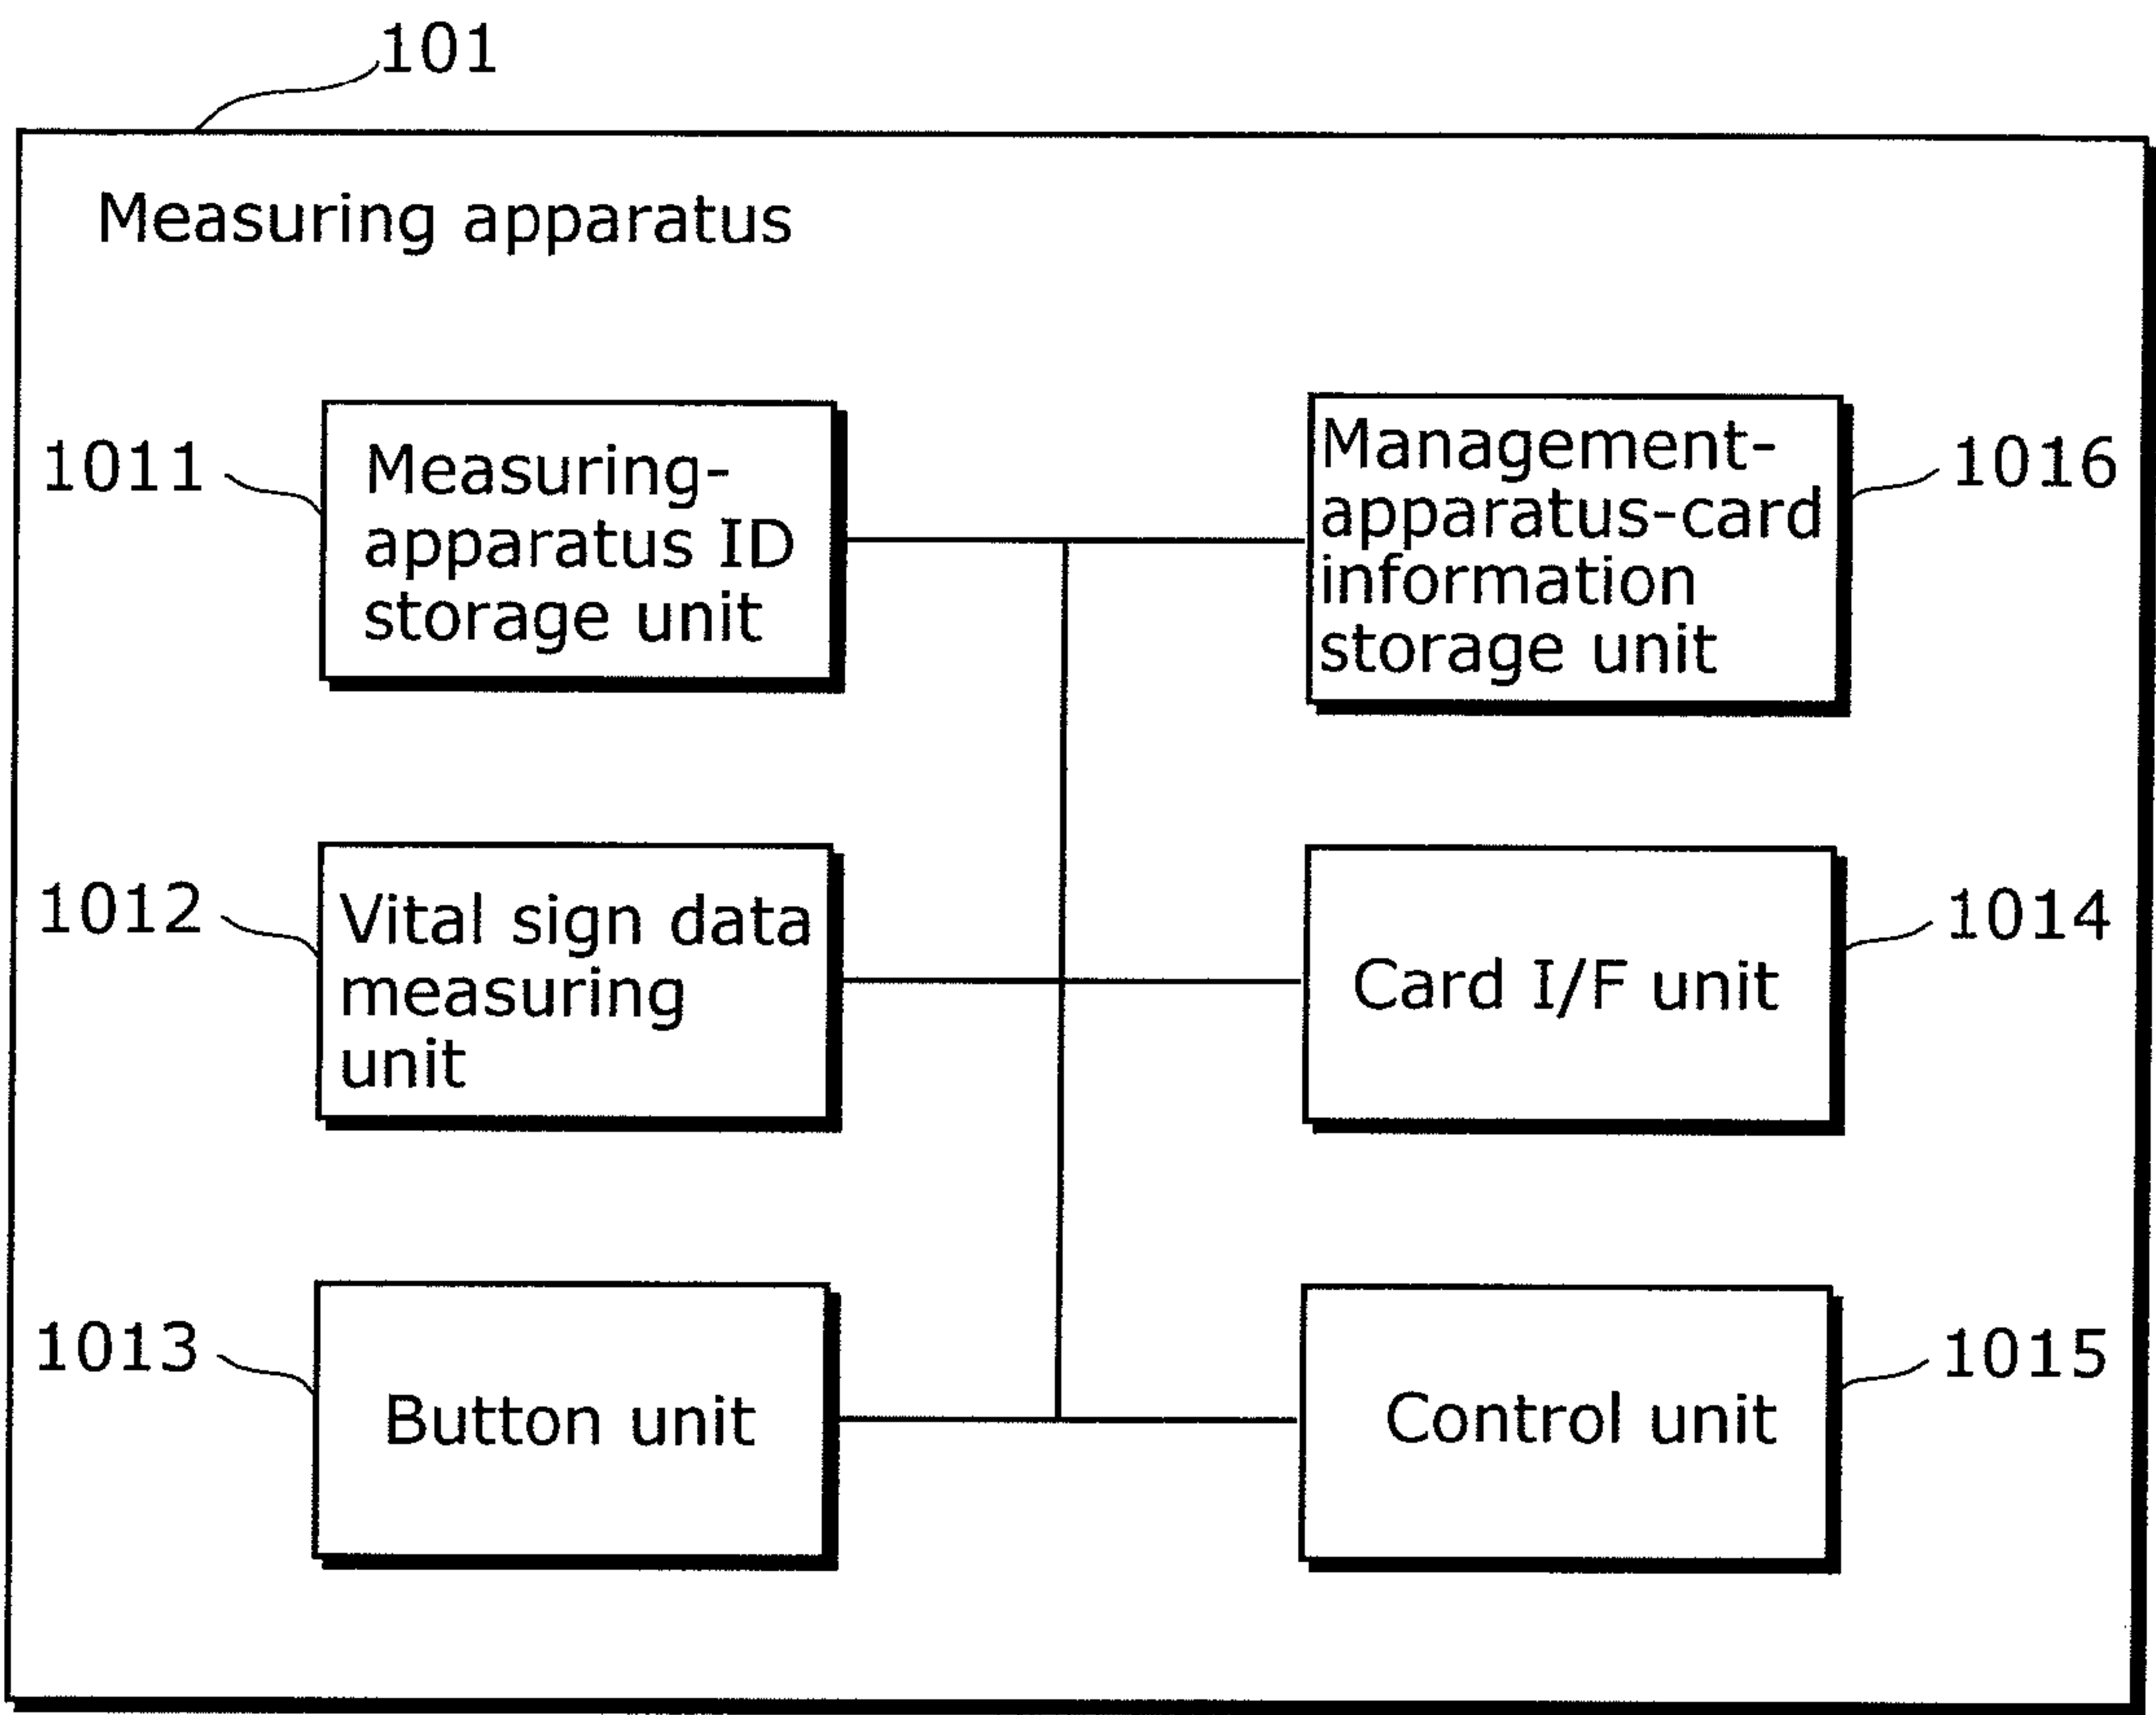 101
Measuring apparatus
1011
Measuring-
apparatus ID
storage unit
Management-
apparatus-card
information
storage unit
1016
1012
Vital sign data
measuring
unit
Card I/F unit
1014
1013
Button unit
Control unit
1015